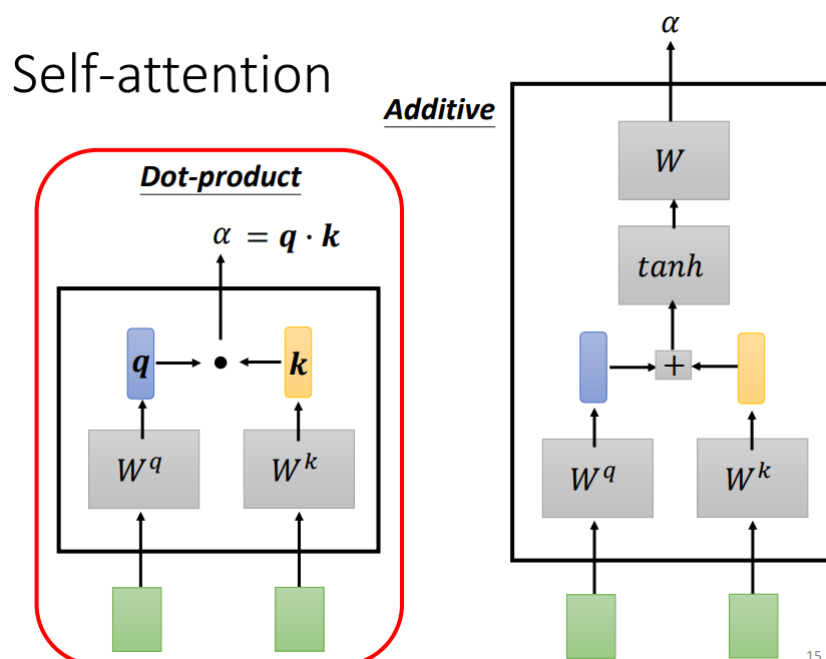 Self-attention
Dot-product
α = q · k
q
k
W^q
W^k
Additive
α
W
tanh
+
W^q
W^k
15